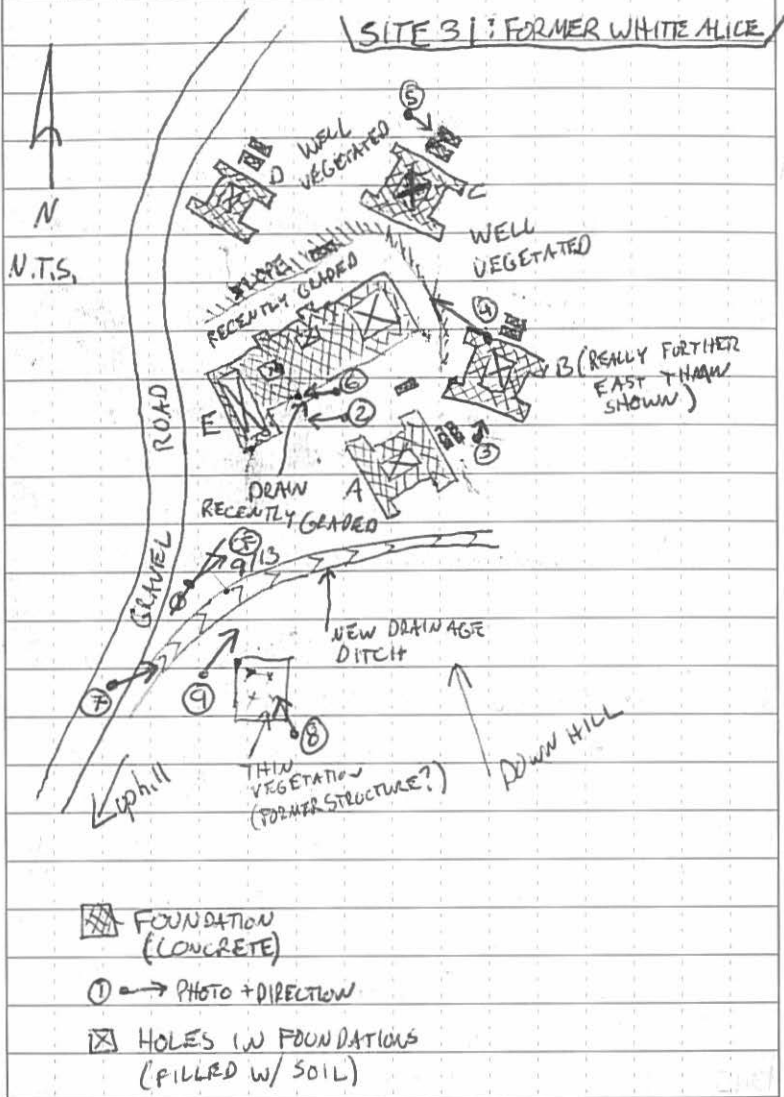 SITE 31: FORMER WHITE ALICE
N
N.T.S.
5
WELL
VEGETATED
D
C
WELL
VEGETATED
SLOPE
RECENTLY GRADED
4
B (REALLY FURTHER
EAST THAN
SHOWN)
6
2
E
3
A
DRAIN
RECENTLY GRADED
GRAVEL ROAD
9/13
NEW DRAINAGE
DITCH
7
9
8
THIN
VEGETATION
(FORMER STRUCTURE?)
DOWN HILL
uphill
FOUNDATION
(CONCRETE)
1 PHOTO + DIRECTION
HOLES IN FOUNDATIONS
(FILLED W/ SOIL)